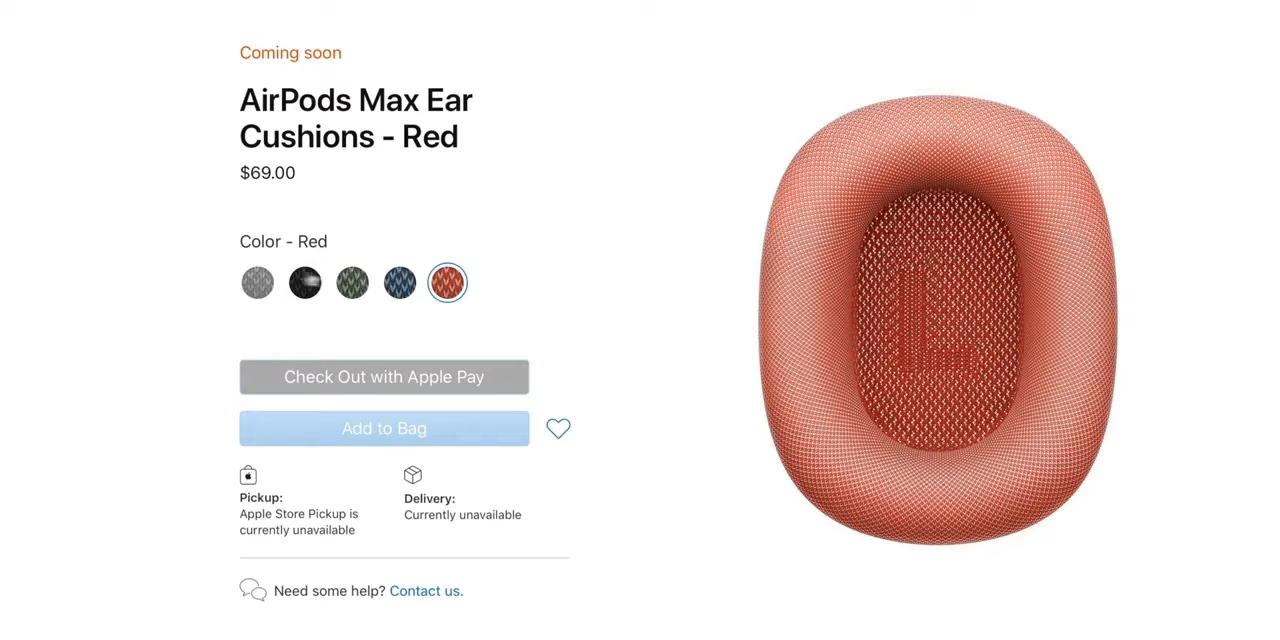 Coming soon
AirPods Max Ear
Cushions - Red
$69.00
Color - Red
Check Out with Apple Pay
Add to Bag
Pickup:
Apple Store Pickup is
currently unavailable
Delivery:
Currently unavailable
Need some help? Contact us.
L